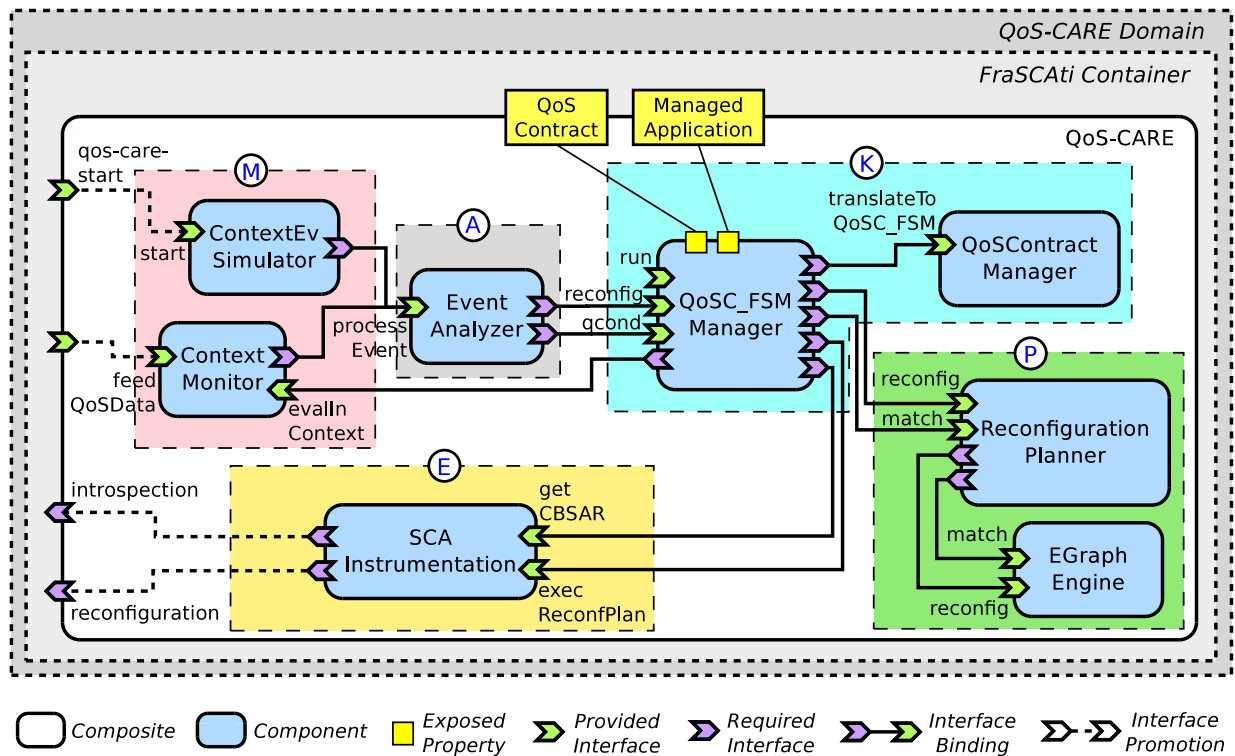 QoS-CARE Domain
FraSCAti Container
QoS
Contract
Managed
Application
QoS-CARE
qos-care-
start
M
K
translateTo
QoSC_FSM
start
ContextEv
Simulator
A
run
QoSContract
Manager
Event
Analyzer
reconfig
qcond
QoSC_FSM
Manager
process
Event
Context
Monitor
feed
QoSData
evalIn
Context
P
reconfig
match
Reconfiguration
Planner
E
introspection
get
CBSAR
SCA
Instrumentation
match
EGraph
Engine
reconfig
exec
ReconfPlan
reconfiguration
Composite
Component
Exposed
Property
Provided
Interface
Required
Interface
Interface
Binding
Interface
Promotion